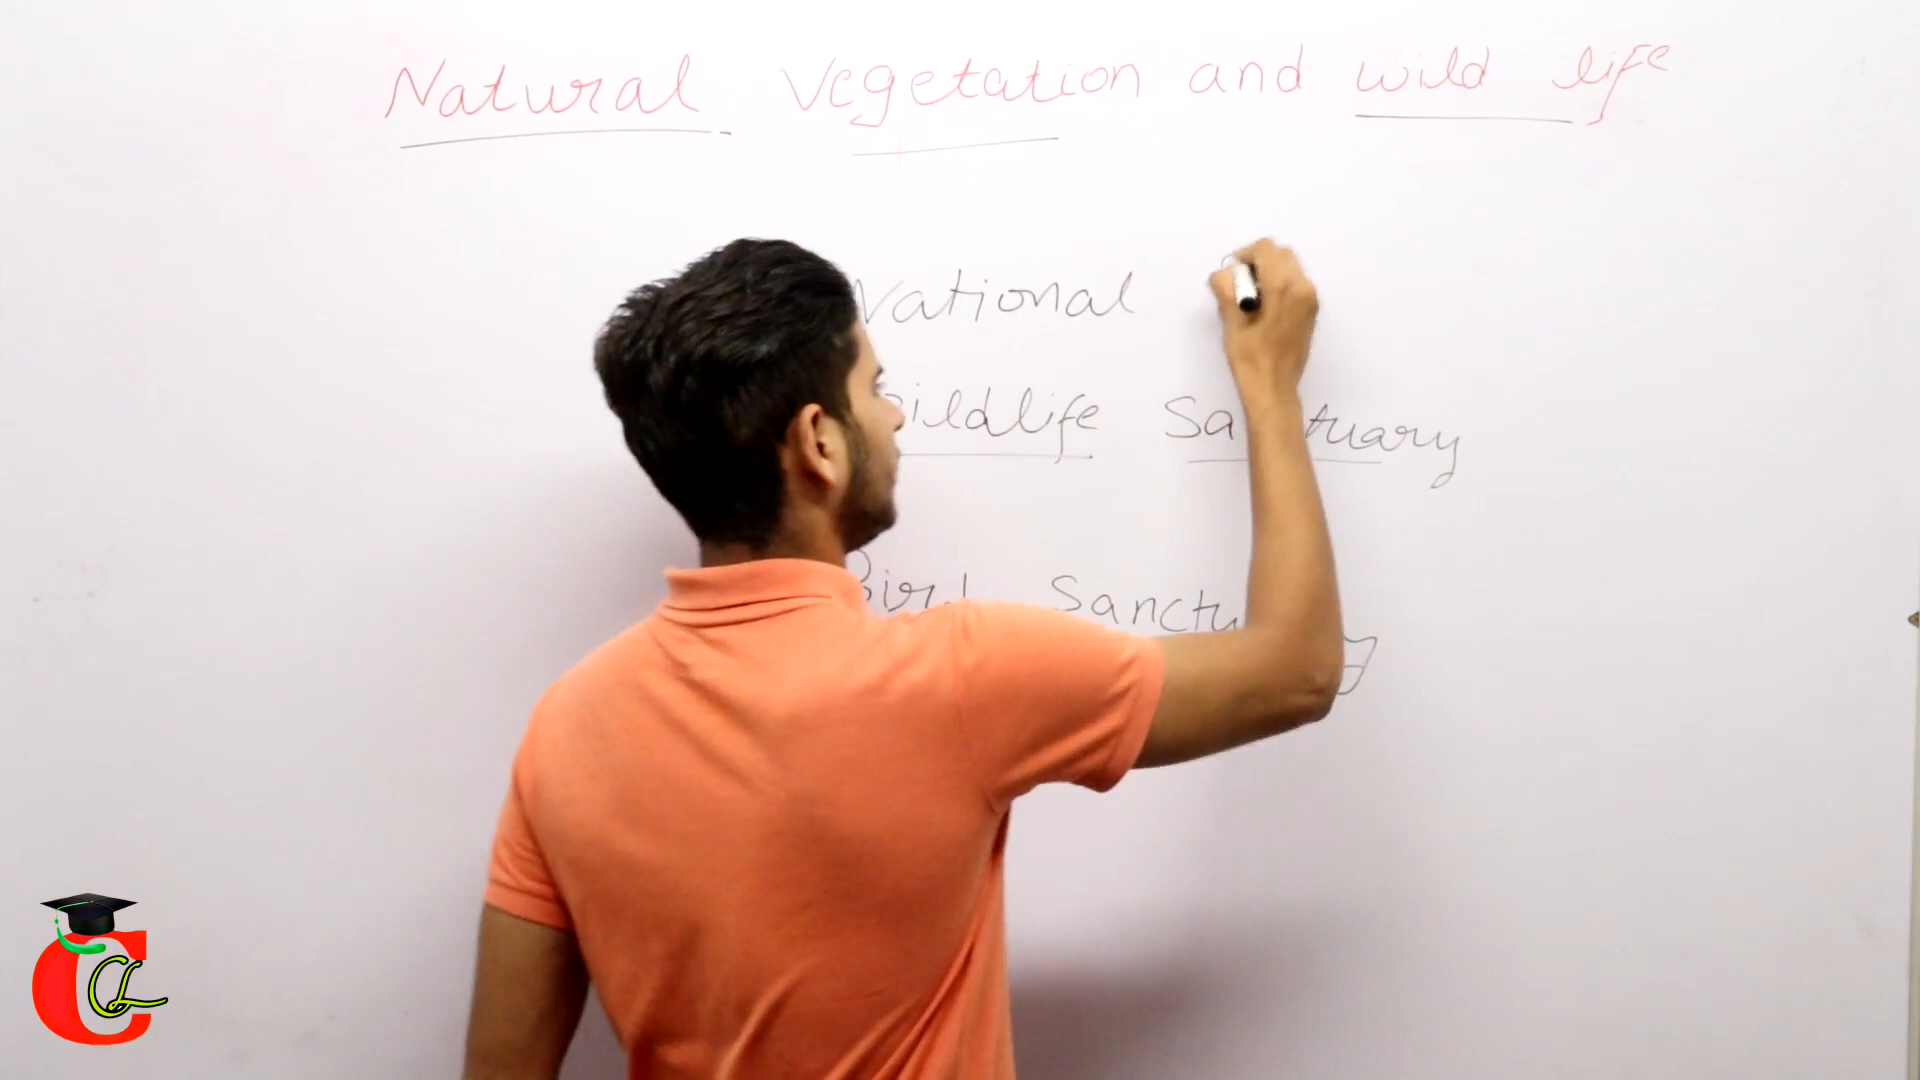 Natural Vegetation and wild life
National
Wildlife Sanctuary
Bird Sanctuary